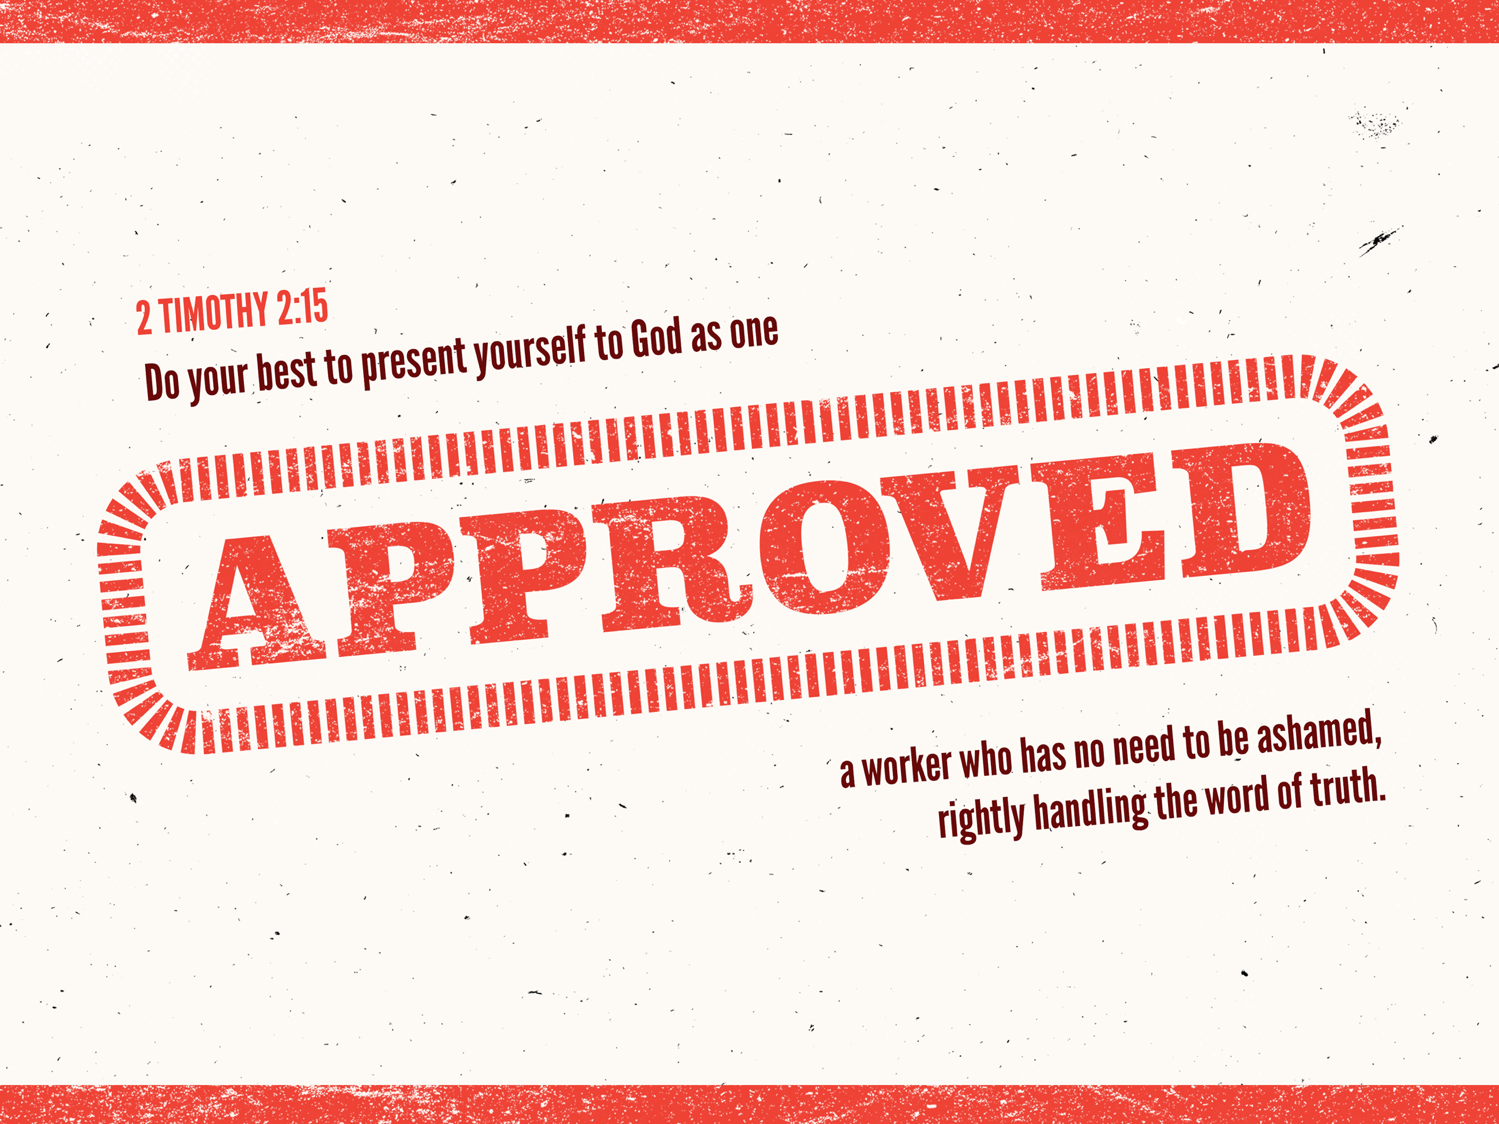 2 TIMOTHY 2:15
Do your best to present yourself to God as one
APPROVED
a worker who has no need to be ashamed,
rightly handling the word of truth.